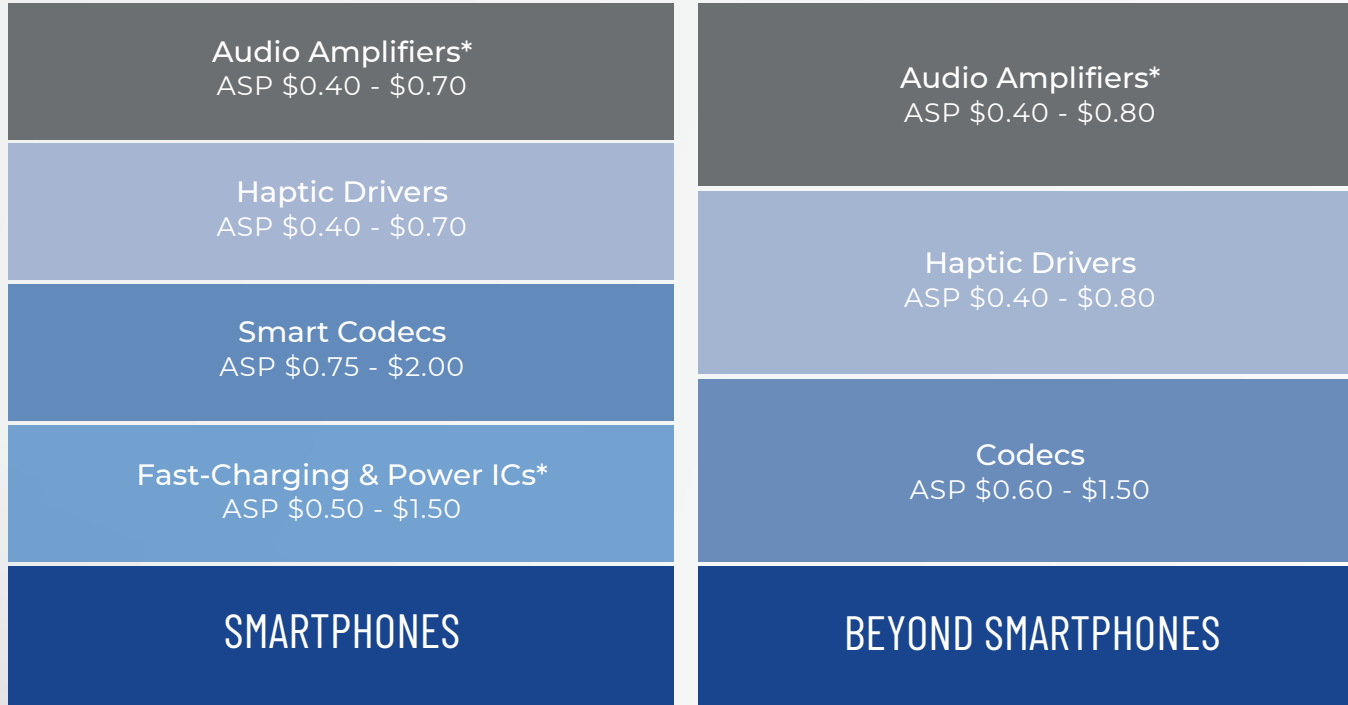 Audio Amplifiers*
ASP $0.40 - $0.70
Haptic Drivers
ASP $0.40 - $0.70
Smart Codecs
ASP $0.75 - $2.00
Fast-Charging & Power ICs*
ASP $0.50 - $1.50
SMARTPHONES
Audio Amplifiers*
ASP $0.40 - $0.80
Haptic Drivers
ASP $0.40 - $0.80
Codecs
ASP $0.60 - $1.50
BEYOND SMARTPHONES